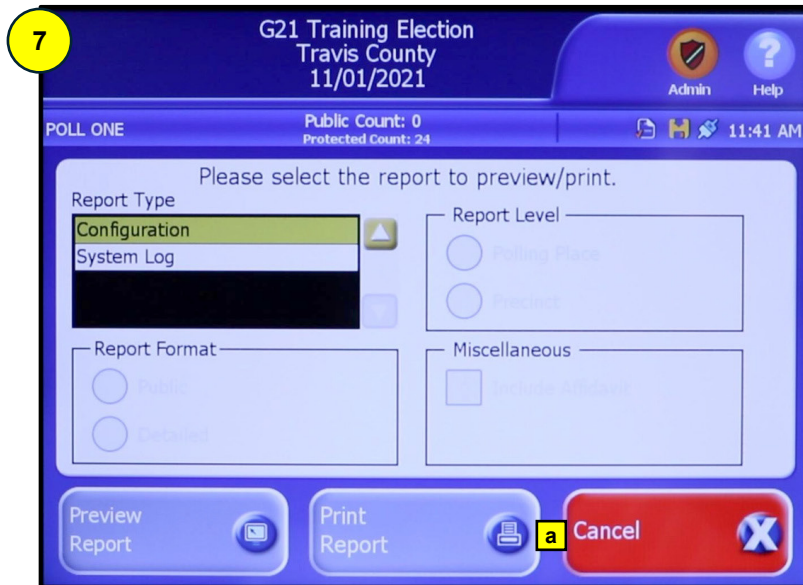 7
G21 Training Election
Travis County
11/01/2021
Admin
Help
POLL ONE
Public Count: 0
Protected Count: 24
11:41 AM
Please select the report to preview/print.
Report Type
Configuration
System Log
Report Level
Polling Place
Precinct
Report Format
Public
Detailed
Miscellaneous
Include Affidavit
Preview
Report
Print
Report
a
Cancel